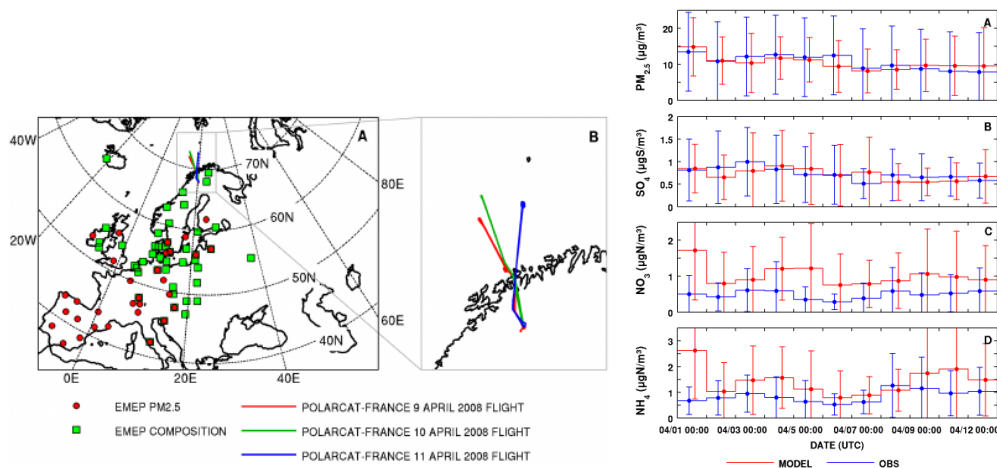 A
40W
20W
0E
20E
40E
60E
80E
70N
60N
50N
40N
B
EMEP PM2.5
EMEP COMPOSITION
POLARCAT-FRANCE 9 APRIL 2008 FLIGHT
POLARCAT-FRANCE 10 APRIL 2008 FLIGHT
POLARCAT-FRANCE 11 APRIL 2008 FLIGHT
A
PM2.5 (µg/m³)
25
20
15
10
5
0
B
SO4 (µgS/m³)
2
1.5
1
0.5
0
C
NO3 (µgN/m³)
3
2
1
0
D
NH4 (µgN/m³)
3
2
1
0
04/01 00:00 04/03 00:00 04/5 00:00 04/07 00:00 04/09 00:00 04/12 00:00
DATE (UTC)
MODEL OBS